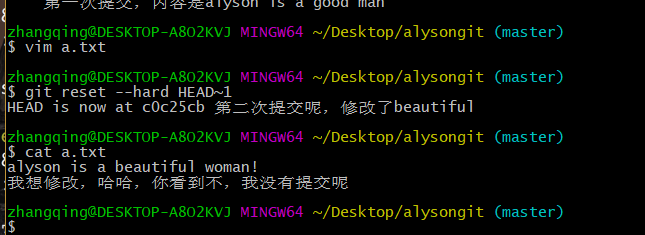 第一次提交，内容是alyson is a good man
zhangqing@DESKTOP-A8O2KVJ MINGW64 ~/Desktop/alysongit (master)
$ vim a.txt
zhangqing@DESKTOP-A8O2KVJ MINGW64 ~/Desktop/alysongit (master)
$ git reset --hard HEAD~1
HEAD is now at c0c25cb 第二次提交呢，修改了beautiful
zhangqing@DESKTOP-A8O2KVJ MINGW64 ~/Desktop/alysongit (master)
$ cat a.txt
alyson is a beautiful woman!
我想修改，哈哈，你看到不，我没有提交呢
zhangqing@DESKTOP-A8O2KVJ MINGW64 ~/Desktop/alysongit (master)
$